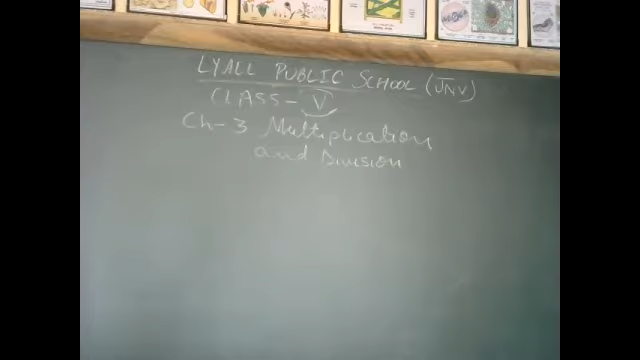 LYALL PUBLIC SCHOOL (JNV)
CLASS - V
Ch-3 Multiplication
and Division